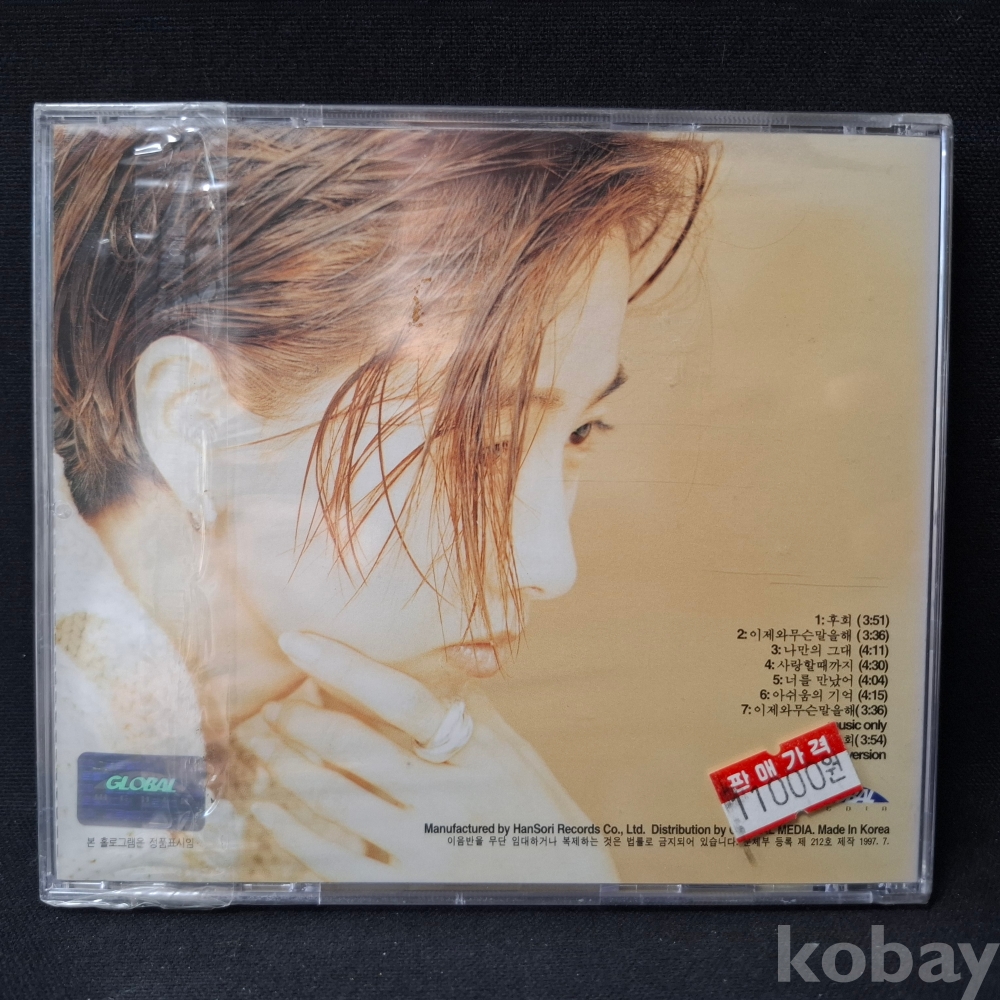 1: 후회 (3:51)
2: 이제와무슨말을해 (3:36)
3: 나만의 그대 (4:11)
4: 사랑할때까지 (4:30)
5: 너를 만났어 (4:04)
6: 아쉬움의 기억 (4:15)
7: 이제와무슨말을해(3:36)
music only
회(3:54)
version
판매가격
11000원
GLOBAL
본 홀로그램은 정품표시임
Manufactured by HanSori Records Co., Ltd. Distribution by MEDIA. Made In Korea
이음반을 무단 임대하거나 복제하는 것은 법률로 금지되어 있습니다. 문체부 등록 제 212호 제작 1997. 7.
kobay